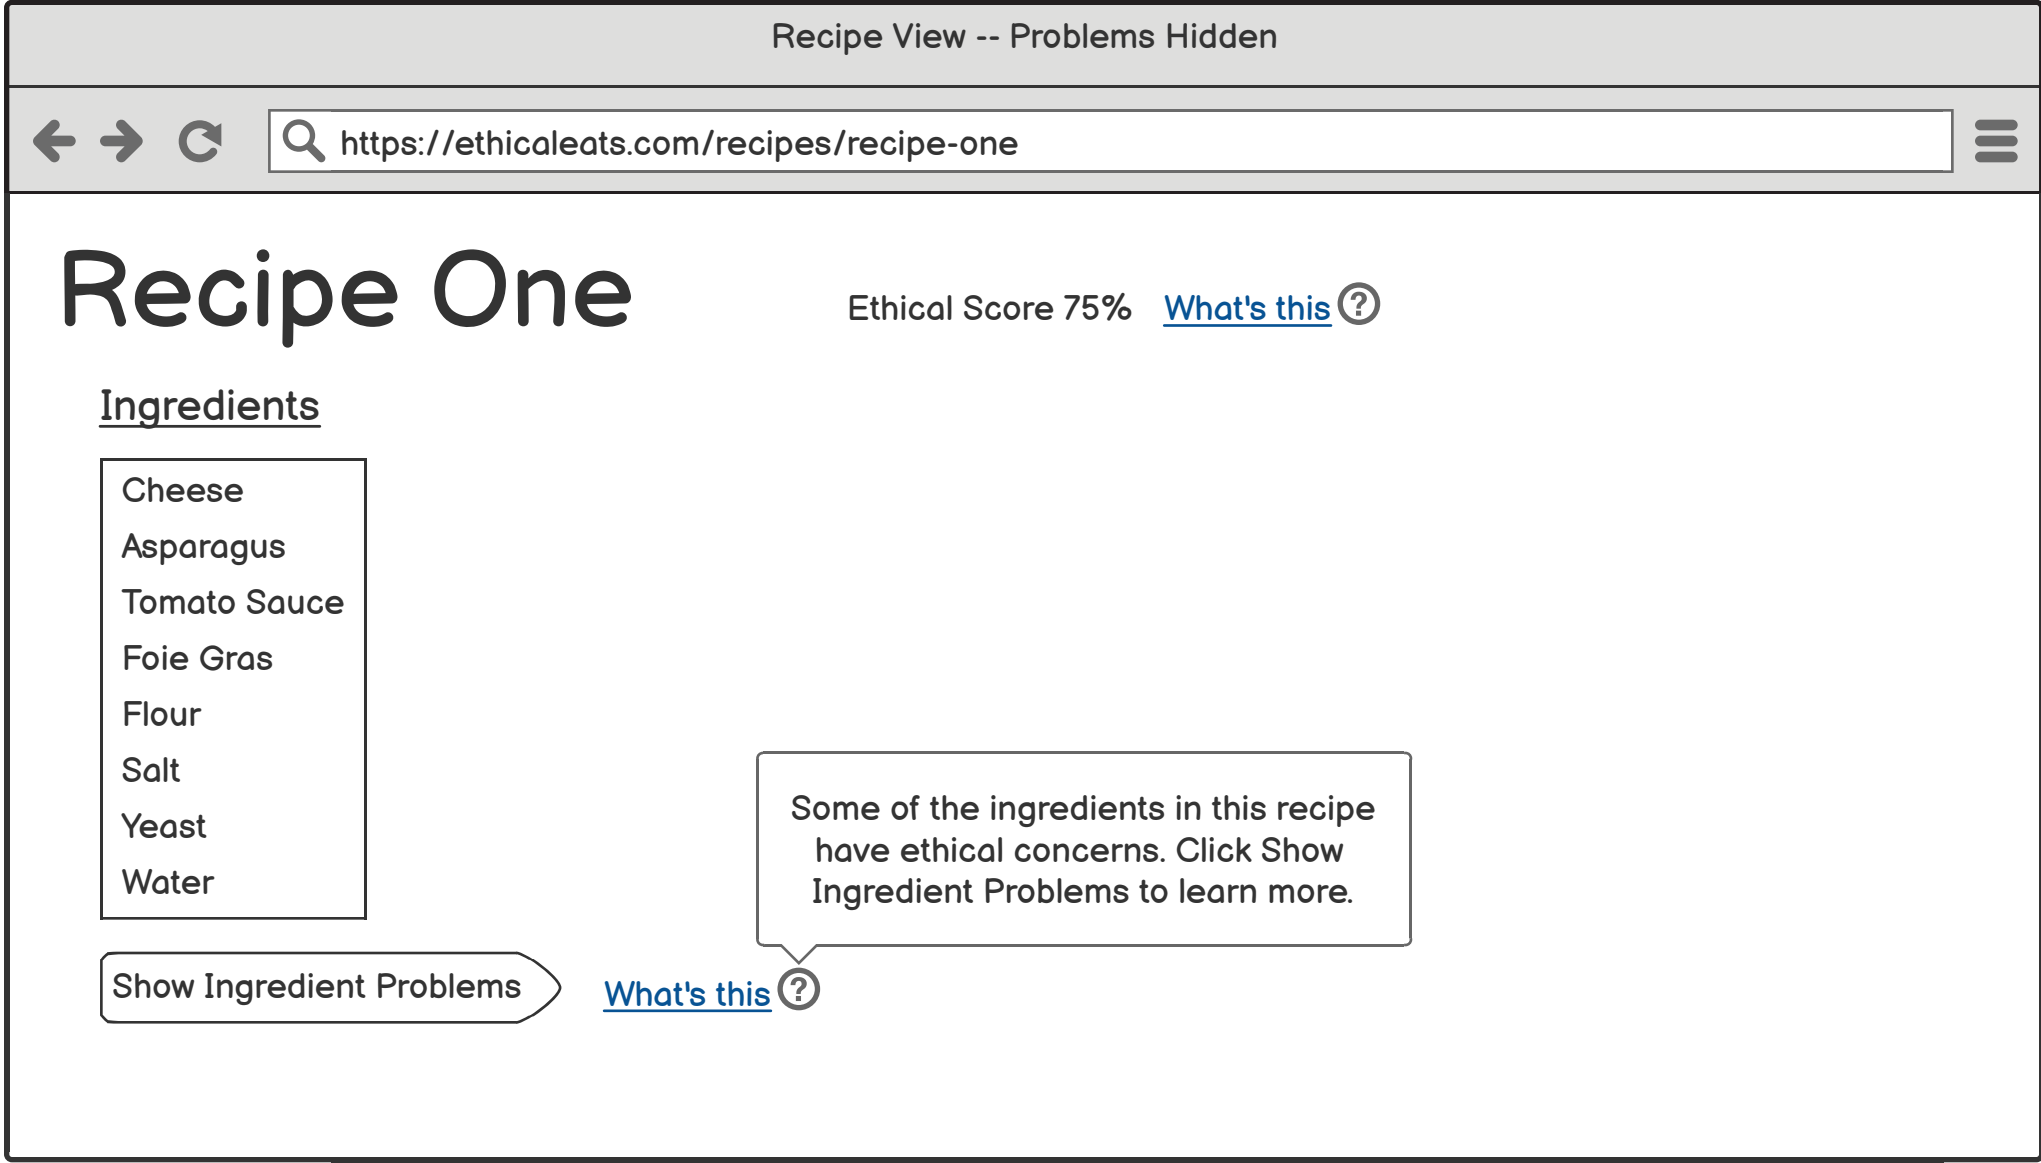 Recipe View -- Problems Hidden
https://ethicaleats.com/recipes/recipe-one
Recipe One
Ethical Score 75% What's this ?
Ingredients
Cheese
Asparagus
Tomato Sauce
Foie Gras
Flour
Salt
Yeast
Water
Some of the ingredients in this recipe
have ethical concerns. Click Show
Ingredient Problems to learn more.
Show Ingredient Problems
What's this ?